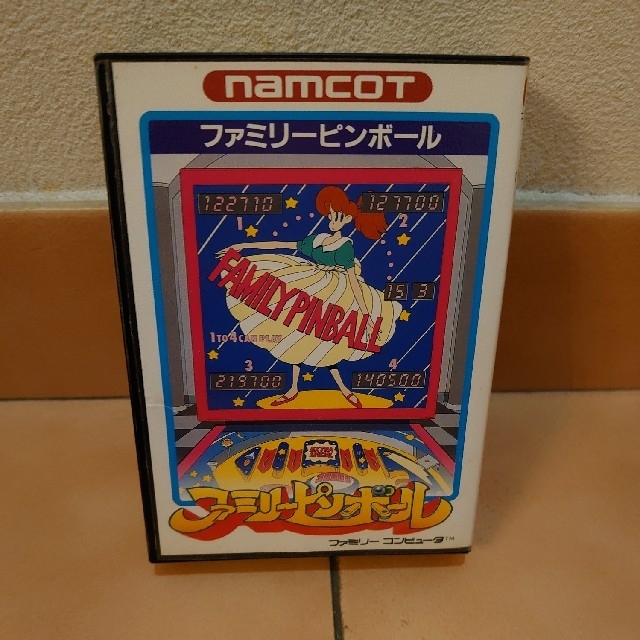 namcoT
ファミリーピンボール
122710
127700
1
2
FAMILY PINBALL
15 3
1 TO 4 CAN PLAY
3
4
219700
140500
ファミリーピンボール
ファミリー コンピュータ™